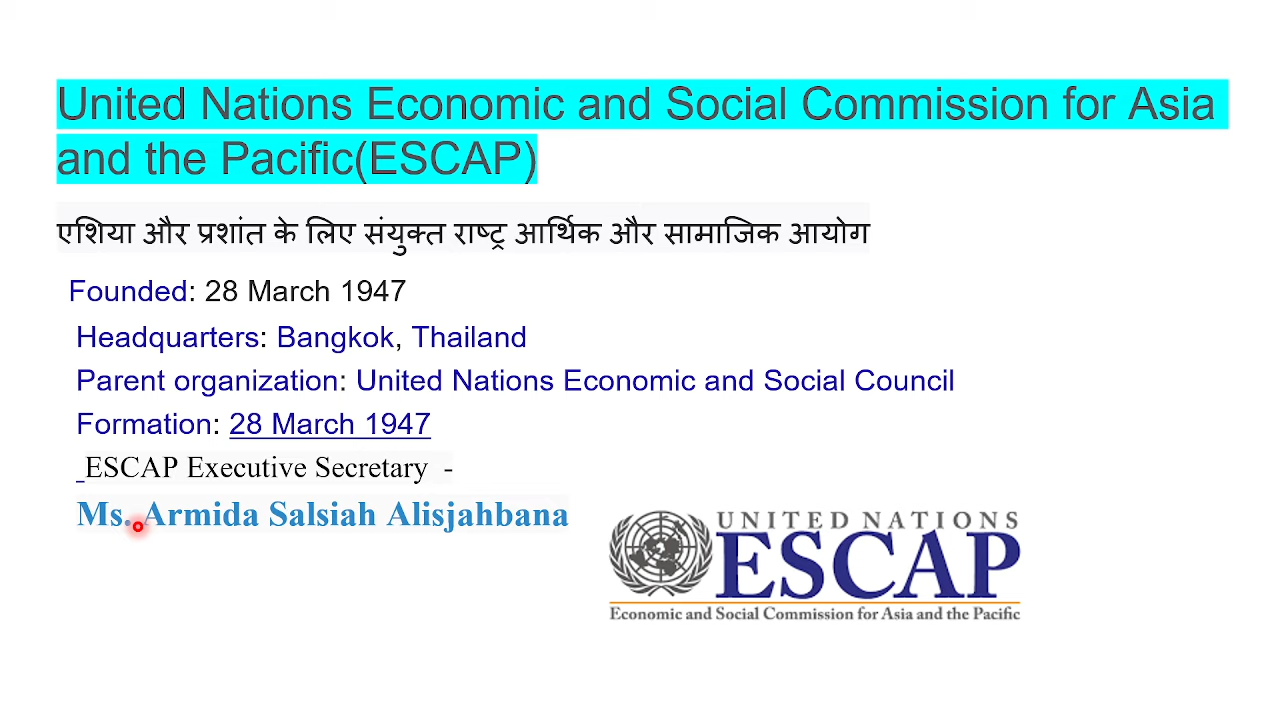 United Nations Economic and Social Commission for Asia
and the Pacific(ESCAP)
एशिया और प्रशांत के लिए संयुक्त राष्ट्र आर्थिक और सामाजिक आयोग
Founded: 28 March 1947
Headquarters: Bangkok, Thailand
Parent organization: United Nations Economic and Social Council
Formation: 28 March 1947
ESCAP Executive Secretary -
Ms. Armida Salsiah Alisjahbana
UNITED NATIONS
ESCAP
Economic and Social Commission for Asia and the Pacific